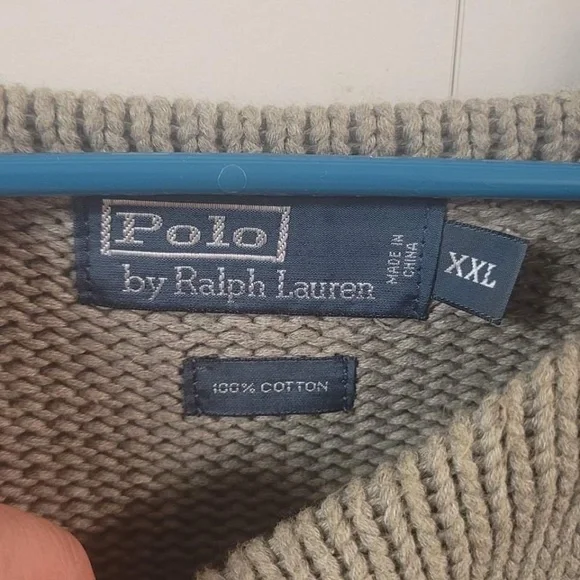 Polo
by Ralph Lauren
MADE IN
CHINA
XXL
100% COTTON